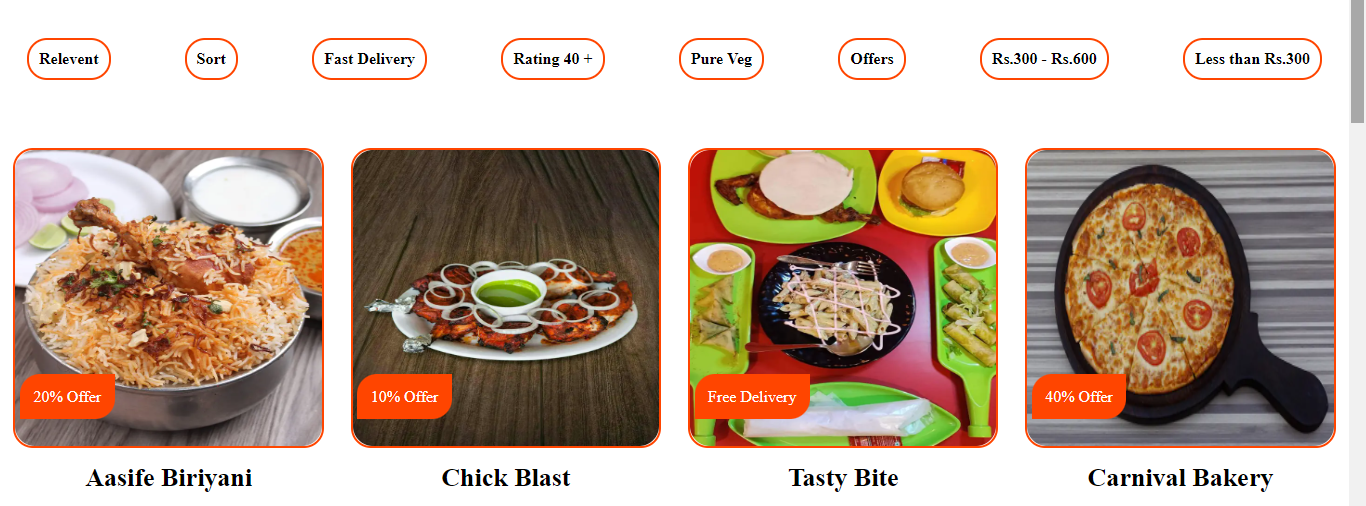 Relevent
Sort
Fast Delivery
Rating 40 +
Pure Veg
Offers
Rs.300 - Rs.600
Less than Rs.300
20% Offer
10% Offer
Free Delivery
40% Offer
Aasife Biriyani
Chick Blast
Tasty Bite
Carnival Bakery